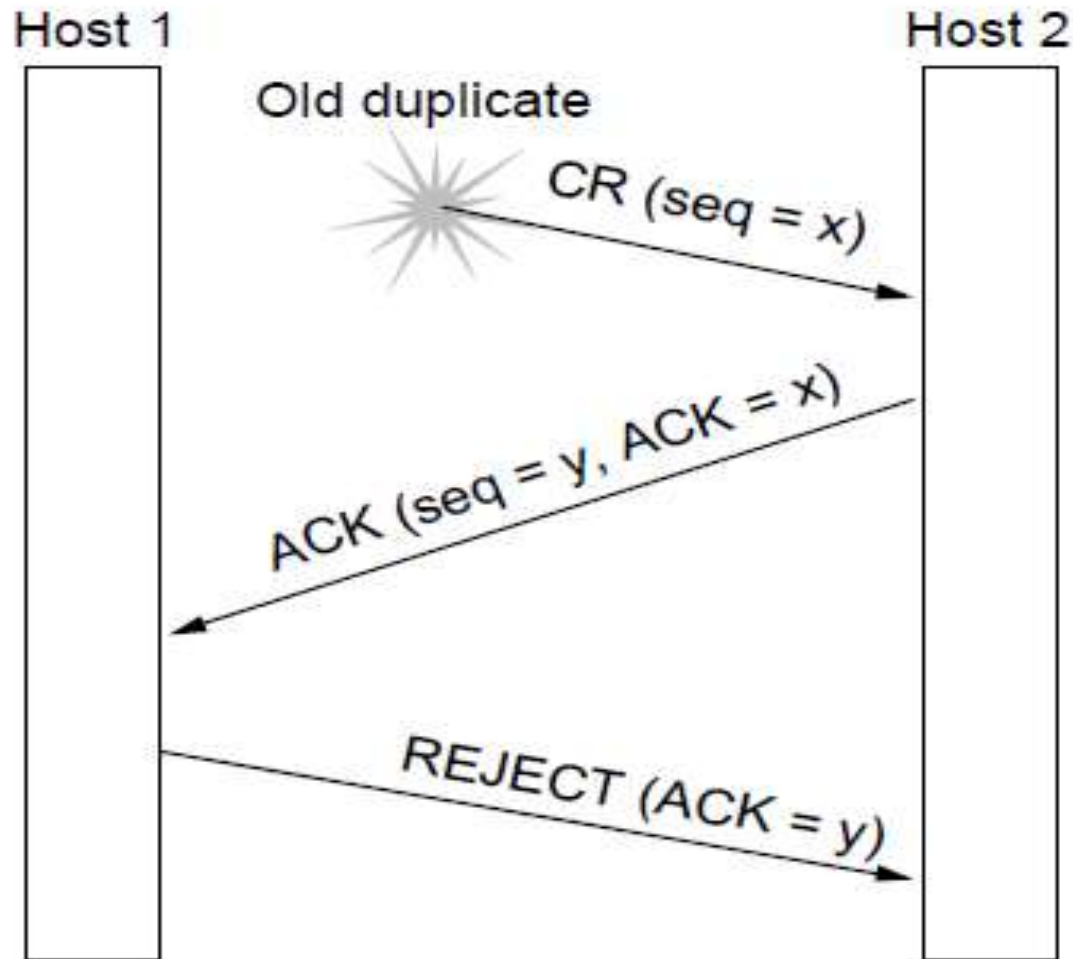 Host 1
Host 2
Old duplicate
CR (seq = x)
ACK (seq = y, ACK = x)
REJECT (ACK = y)